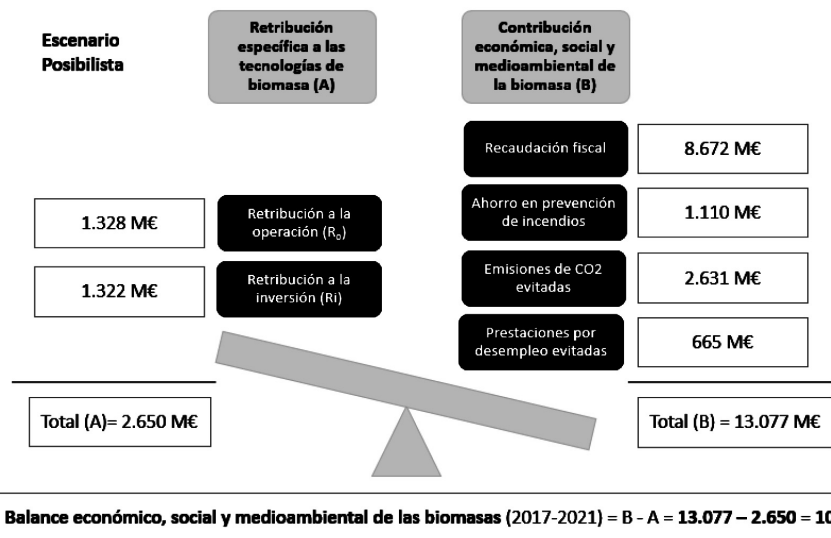 Escenario
Posibilista
Retribución
específica a las
tecnologías de
biomasa (A)
Contribución
económica, social y
medioambiental de
la biomasa (B)
Recaudación fiscal
8.672 M€
Ahorro en prevención
de incendios
1.110 M€
1.328 M€
Retribución a la
operación (Rₒ)
Emisiones de CO2
evitadas
2.631 M€
1.322 M€
Retribución a la
inversión (Ri)
Prestaciones por
desempleo evitadas
665 M€
Total (A)= 2.650 M€
Total (B) = 13.077 M€
Balance económico, social y medioambiental de las biomasas (2017-2021) = B - A = 13.077 – 2.650 =